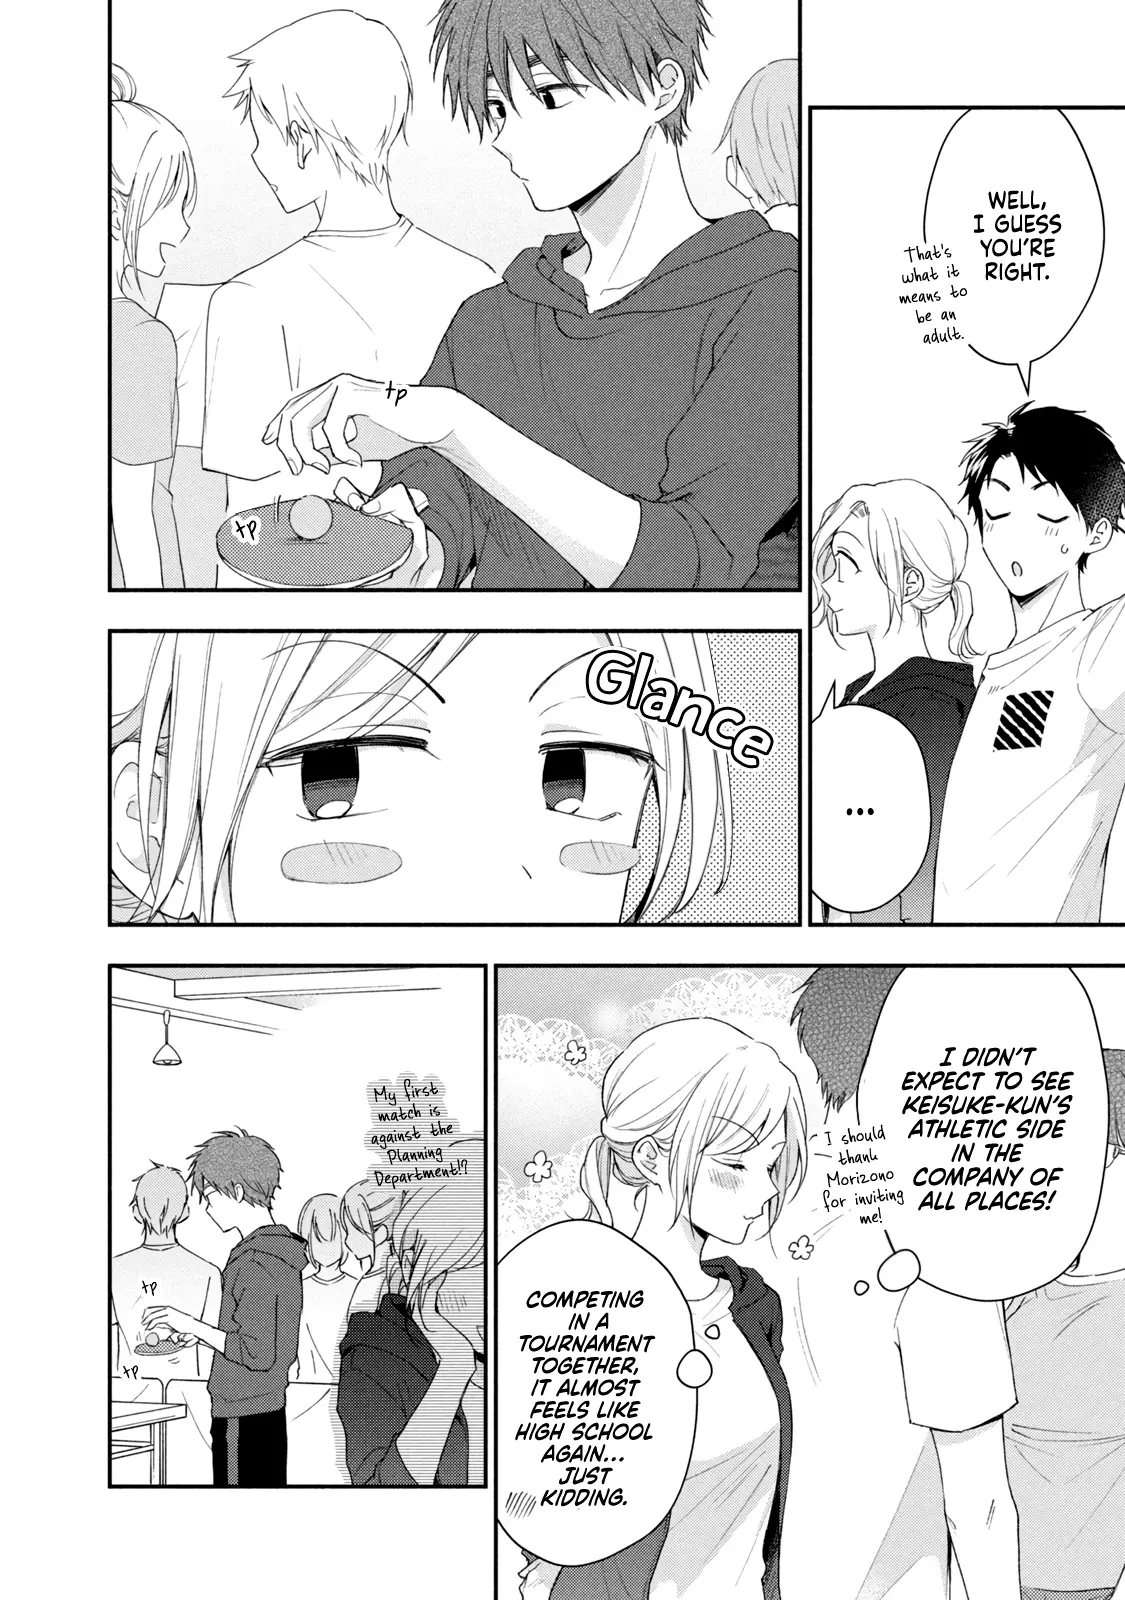 WELL,
I GUESS
YOU'RE
RIGHT.
That's
what it
means to
be an
adult.
...
tp
tp
Glance
I DIDN'T
EXPECT TO SEE
KEISUKE-KUN'S
ATHLETIC SIDE
IN THE
COMPANY OF
ALL PLACES!
I should
thank
Morizono
for inviting
me!
COMPETING
IN A
TOURNAMENT
TOGETHER,
IT ALMOST
FEELS LIKE
HIGH SCHOOL
AGAIN...
JUST
KIDDING.
My first
match is
against the
Planning
Department!?
tp
tp